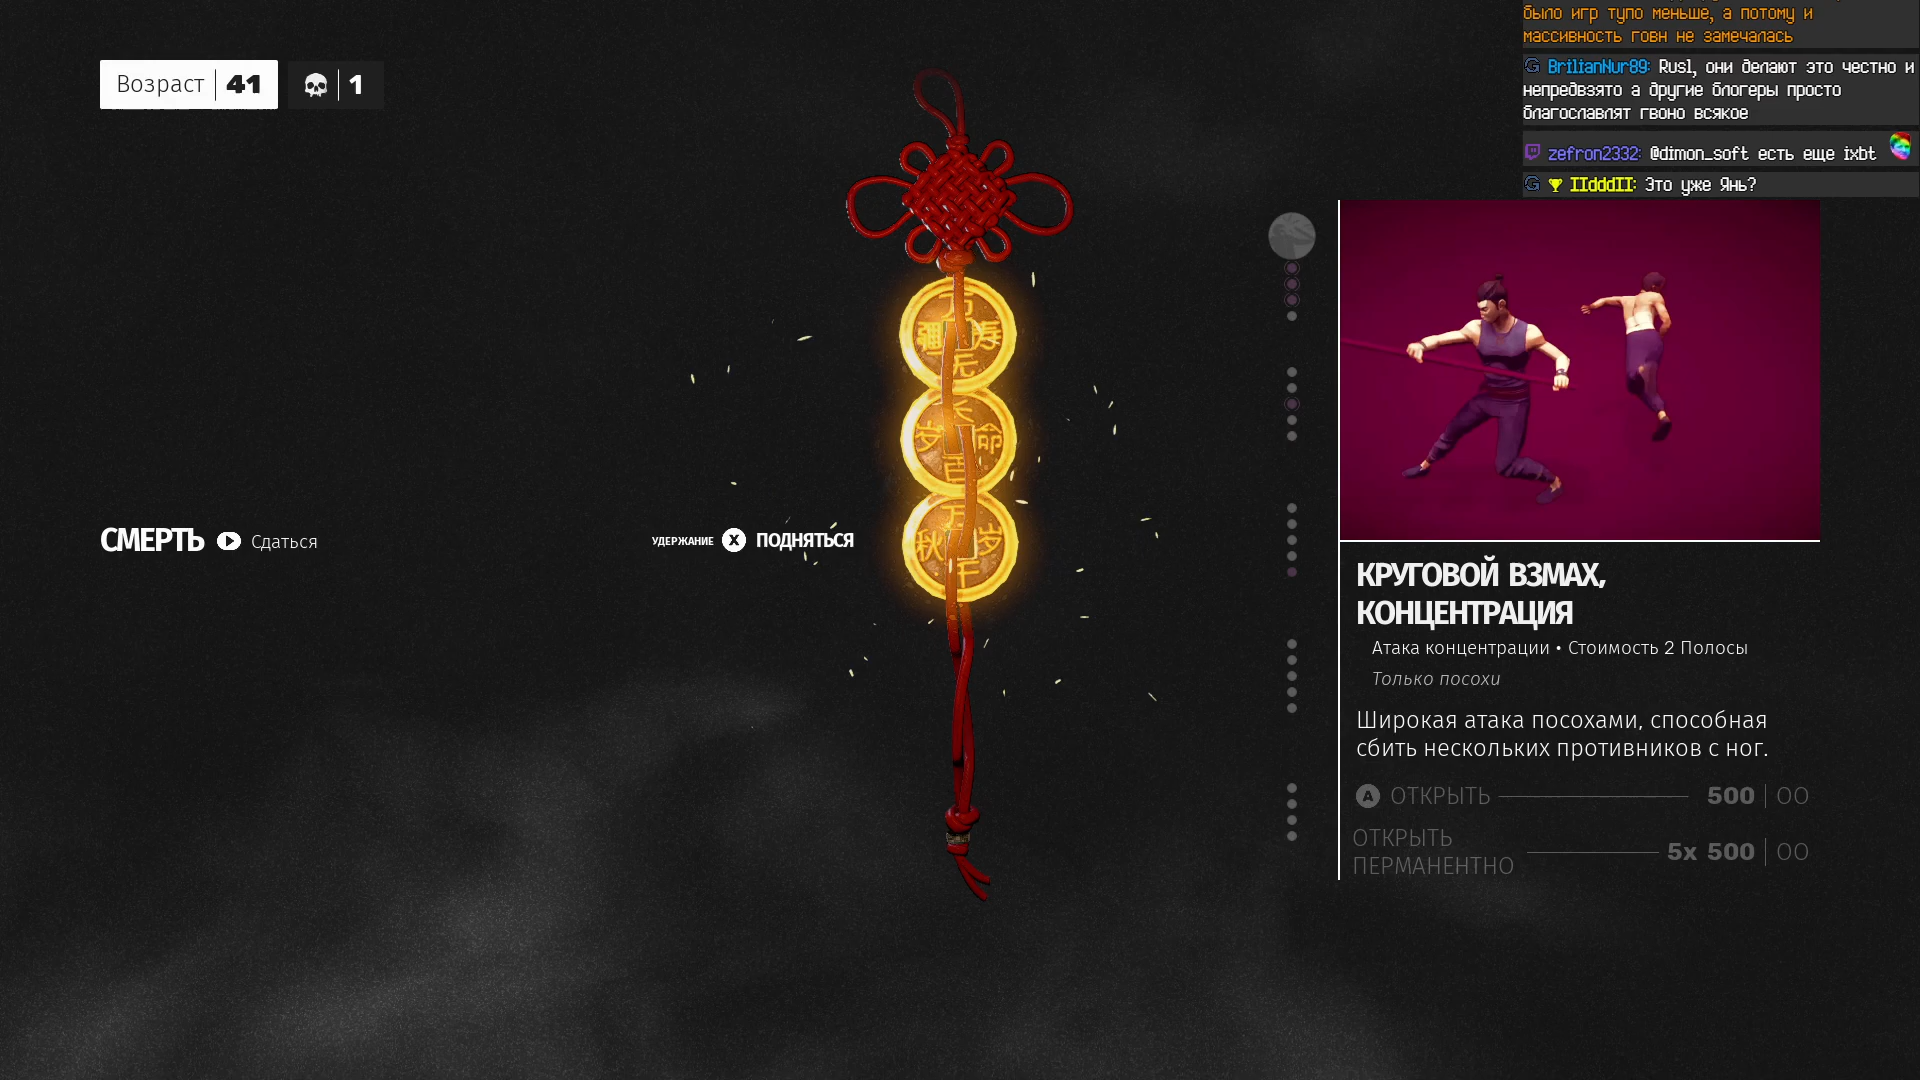 было игр тупо меньше, а потому и
массивность говн не замечалась
BrilianNur89: Rusl, они делают это честно и
непредвзято а другие блогеры просто
благославлят гвоно всякое
zefron2332: @dimon_soft есть еще ixbt
IIdddII: Это уже Янь?
Возраст 41
1
СМЕРТЬ Сдаться
УДЕРЖАНИЕ X ПОДНЯТЬСЯ
КРУГОВОЙ ВЗМАХ,
КОНЦЕНТРАЦИЯ
Атака концентрации • Стоимость 2 Полосы
Только посохи
Широкая атака посохами, способная
сбить нескольких противников с ног.
A ОТКРЫТЬ 500
ОТКРЫТЬ
ПЕРМАНЕНТНО 5x 500